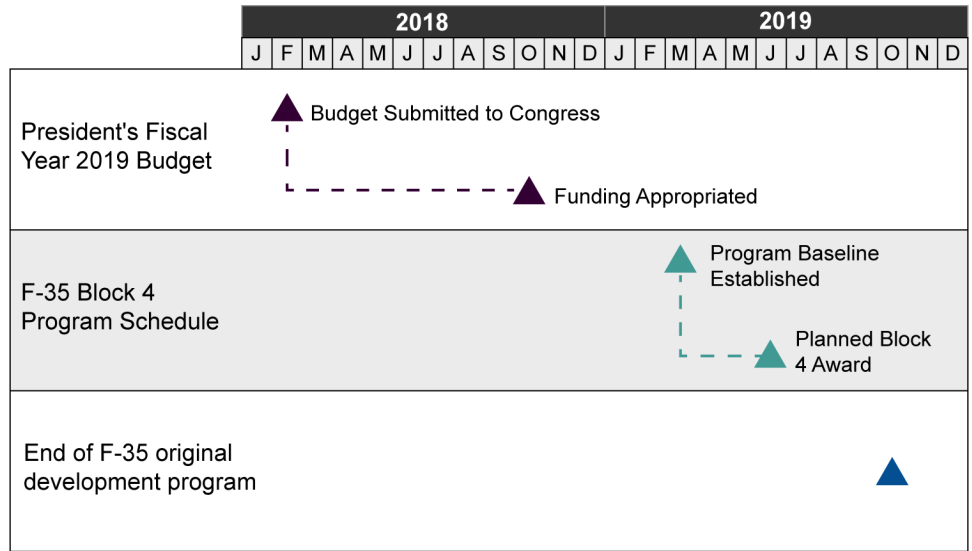 2018 2019
J F M A M J J A S O N D J F M A M J J A S O N D
President's Fiscal
Year 2019 Budget
Budget Submitted to Congress
Funding Appropriated
F-35 Block 4
Program Schedule
Program Baseline
Established
Planned Block
4 Award
End of F-35 original
development program